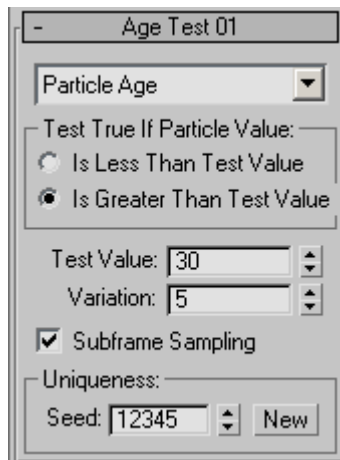 - Age Test 01
Particle Age
Test True If Particle Value:
Is Less Than Test Value
Is Greater Than Test Value
Test Value: 30
Variation: 5
Subframe Sampling
Uniqueness:
Seed: 12345 New